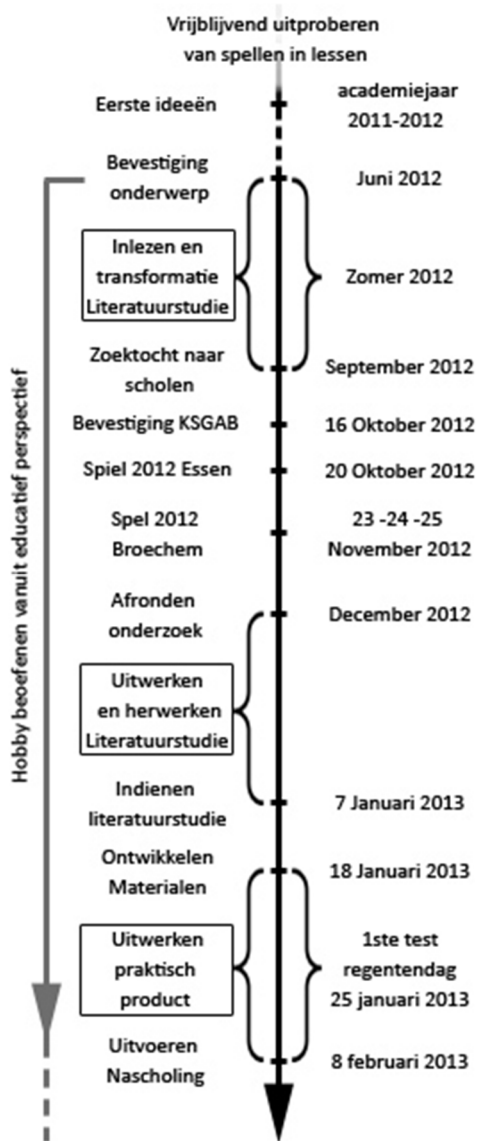 Vrijblijvend uitproberen
van spellen in lessen
Eerste ideeën
academiejaar
2011-2012
Bevestiging
onderwerp
Juni 2012
Inlezen en
transformatie
Literatuurstudie
Zomer 2012
Zoektocht naar
scholen
September 2012
Bevestiging KSGAB
16 Oktober 2012
Spiel 2012 Essen
20 Oktober 2012
Spel 2012
Broechem
23 -24 -25
November 2012
Afronden
onderzoek
December 2012
Uitwerken
en herwerken
Literatuurstudie
Indienen
literatuurstudie
7 Januari 2013
Ontwikkelen
Materialen
18 Januari 2013
Uitwerken
praktisch
product
1ste test
regentendag
25 januari 2013
Uitvoeren
Nascholing
8 februari 2013
Hobby beoefenen vanuit educatief perspectief